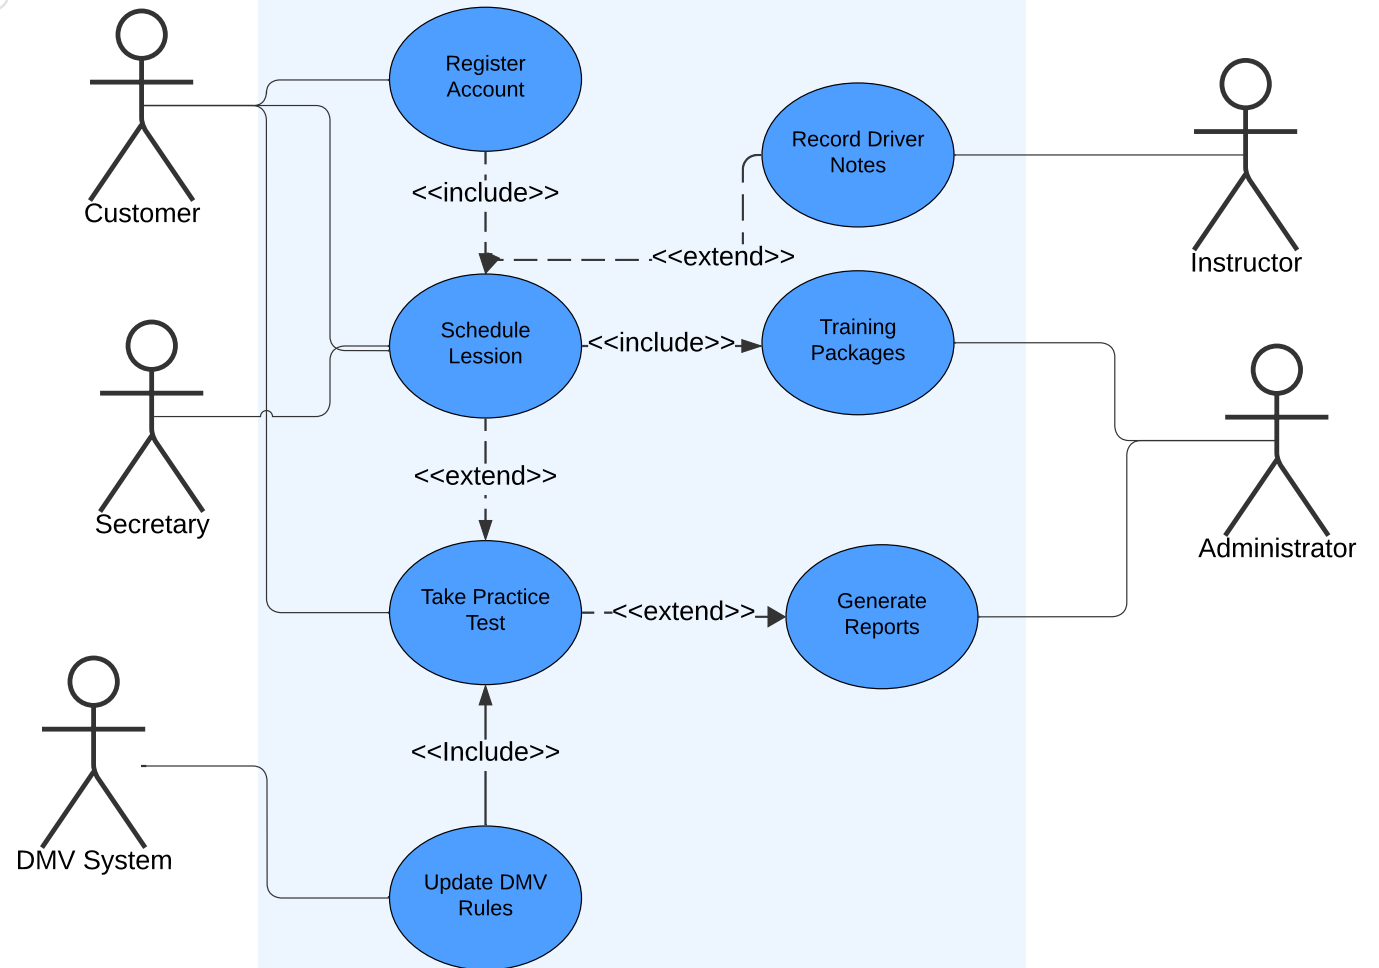 Register
Account
Customer
<<include>>
Record Driver
Notes
Instructor
<<extend>>
Schedule
Lession
<<include>>
Training
Packages
Secretary
<<extend>>
Administrator
Take Practice
Test
<<extend>>
Generate
Reports
DMV System
<<Include>>
Update DMV
Rules